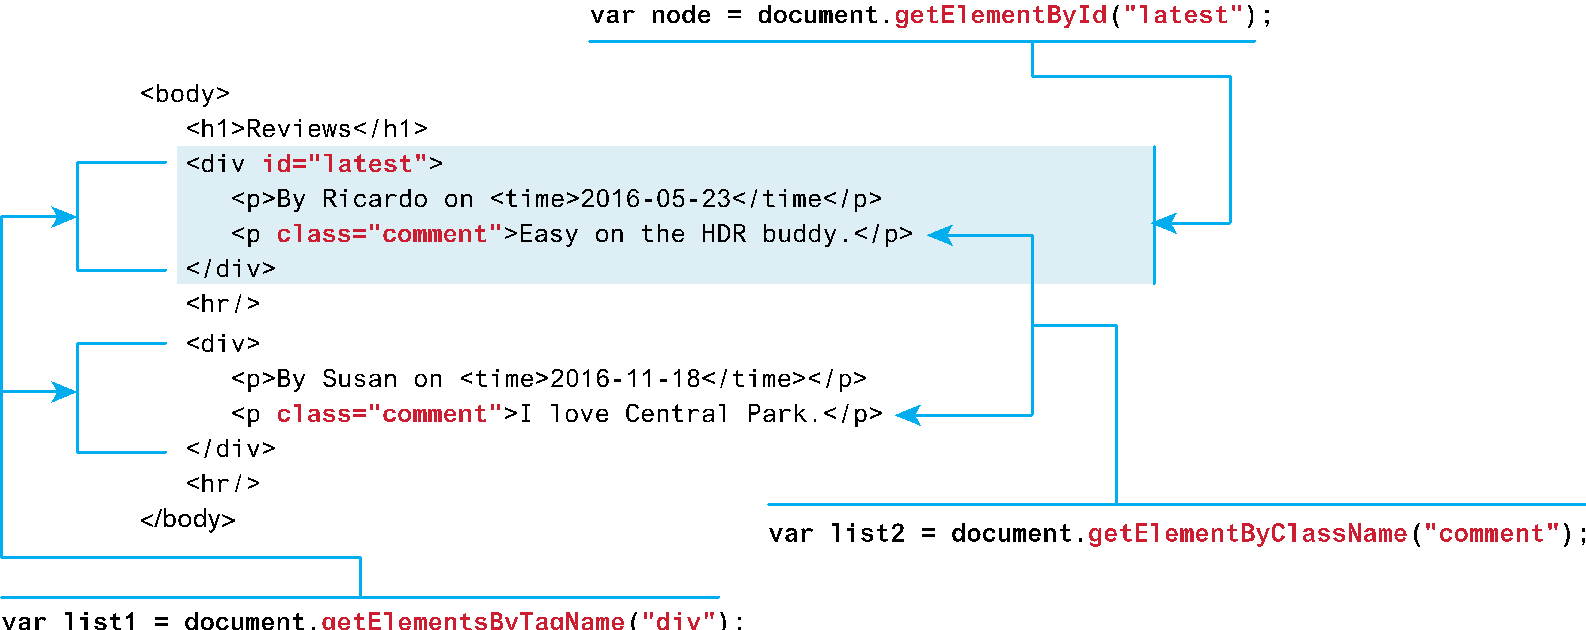 var node = document.getElementById("latest");
<body>
<h1>Reviews</h1>
<div id="latest">
<p>By Ricardo on <time>2016-05-23</time</p>
<p class="comment">Easy on the HDR buddy.</p>
</div>
<hr/>
<div>
<p>By Susan on <time>2016-11-18</time></p>
<p class="comment">I love Central Park.</p>
</div>
<hr/>
</body>
var list2 = document.getElementByClassName("comment");
var list1 = document.getElementsByTagName("div");